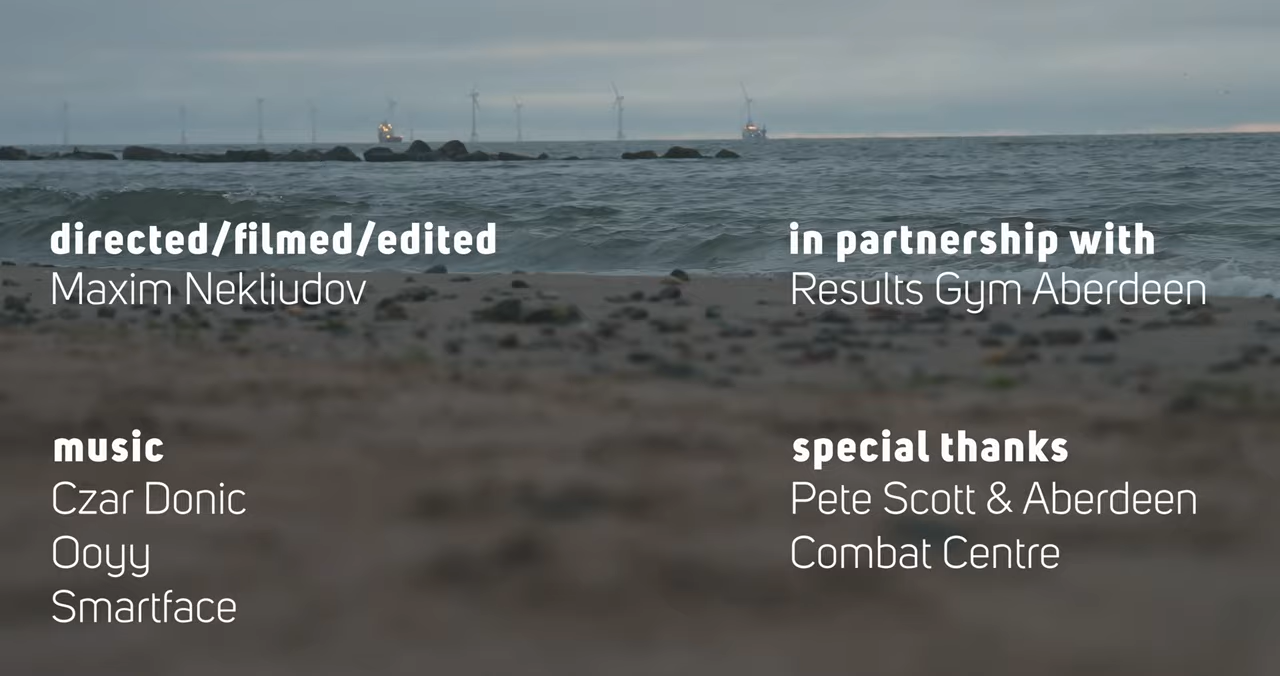 directed/filmed/edited
Maxim Nekliudov
in partnership with
Results Gym Aberdeen
music
Czar Donic
Ooyy
Smartface
special thanks
Pete Scott & Aberdeen
Combat Centre